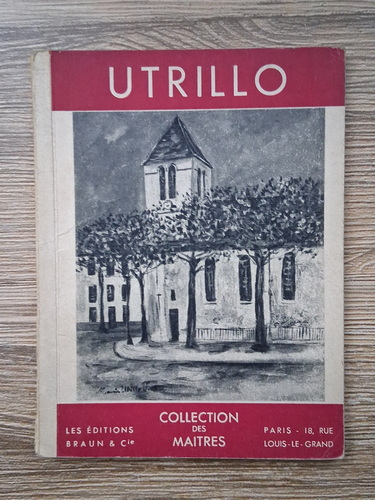 UTRILLO
LES ÉDITIONS
BRAUN & Cie
COLLECTION
DES
MAITRES
PARIS - 18, RUE
LOUIS-LE-GRAND